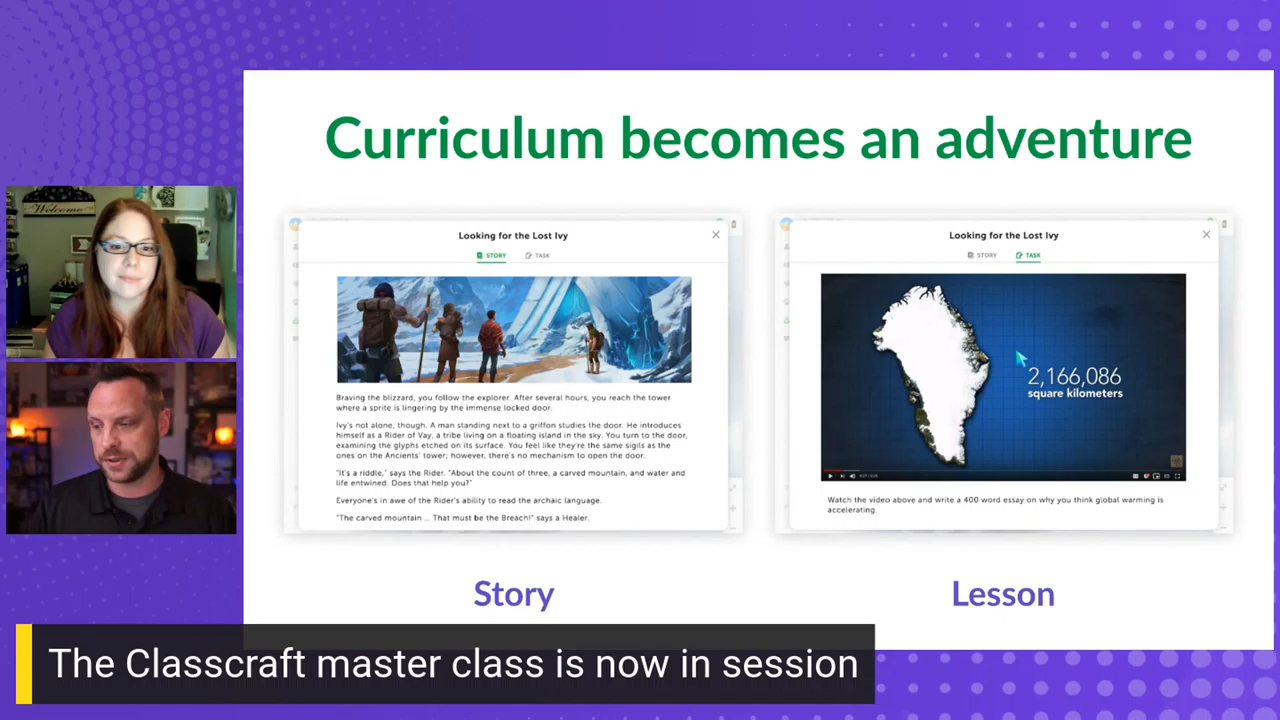 Welcome
Curriculum becomes an adventure
Looking for the Lost Ivy
STORY
TASK
Braving the blizzard, you follow the explorer. After several hours, you reach the tower
where a sprite is lingering by the immense locked door.
Ivy's not alone, though. A man standing next to a griffon studies the door. He introduces
himself as a Rider of Vay, a tribe living on a floating island in the sky. You turn to the door,
examining the glyphs etched on its surface. You feel like they're the same sigils as the
ones on the Ancients' tower; however, there's no mechanism to open the door.
"It's a riddle," says the Rider. "About the count of three, a carved mountain, and water and
life entwined. Does that help you?"
Everyone's in awe of the Rider's ability to read the archaic language.
"The carved mountain ... That must be the Breach!" says a Healer.
Story
Looking for the Lost Ivy
STORY
TASK
2,166,086
square kilometers
Watch the video above and write a 400 word essay on why you think global warming is
accelerating.
Lesson
The Classcraft master class is now in session